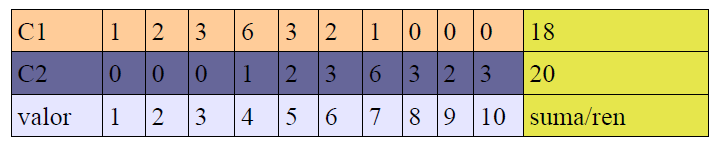 C1 1 2 3 6 3 2 1 0 0 0 18
C2 0 0 0 1 2 3 6 3 2 3 20
valor 1 2 3 4 5 6 7 8 9 10 suma/ren